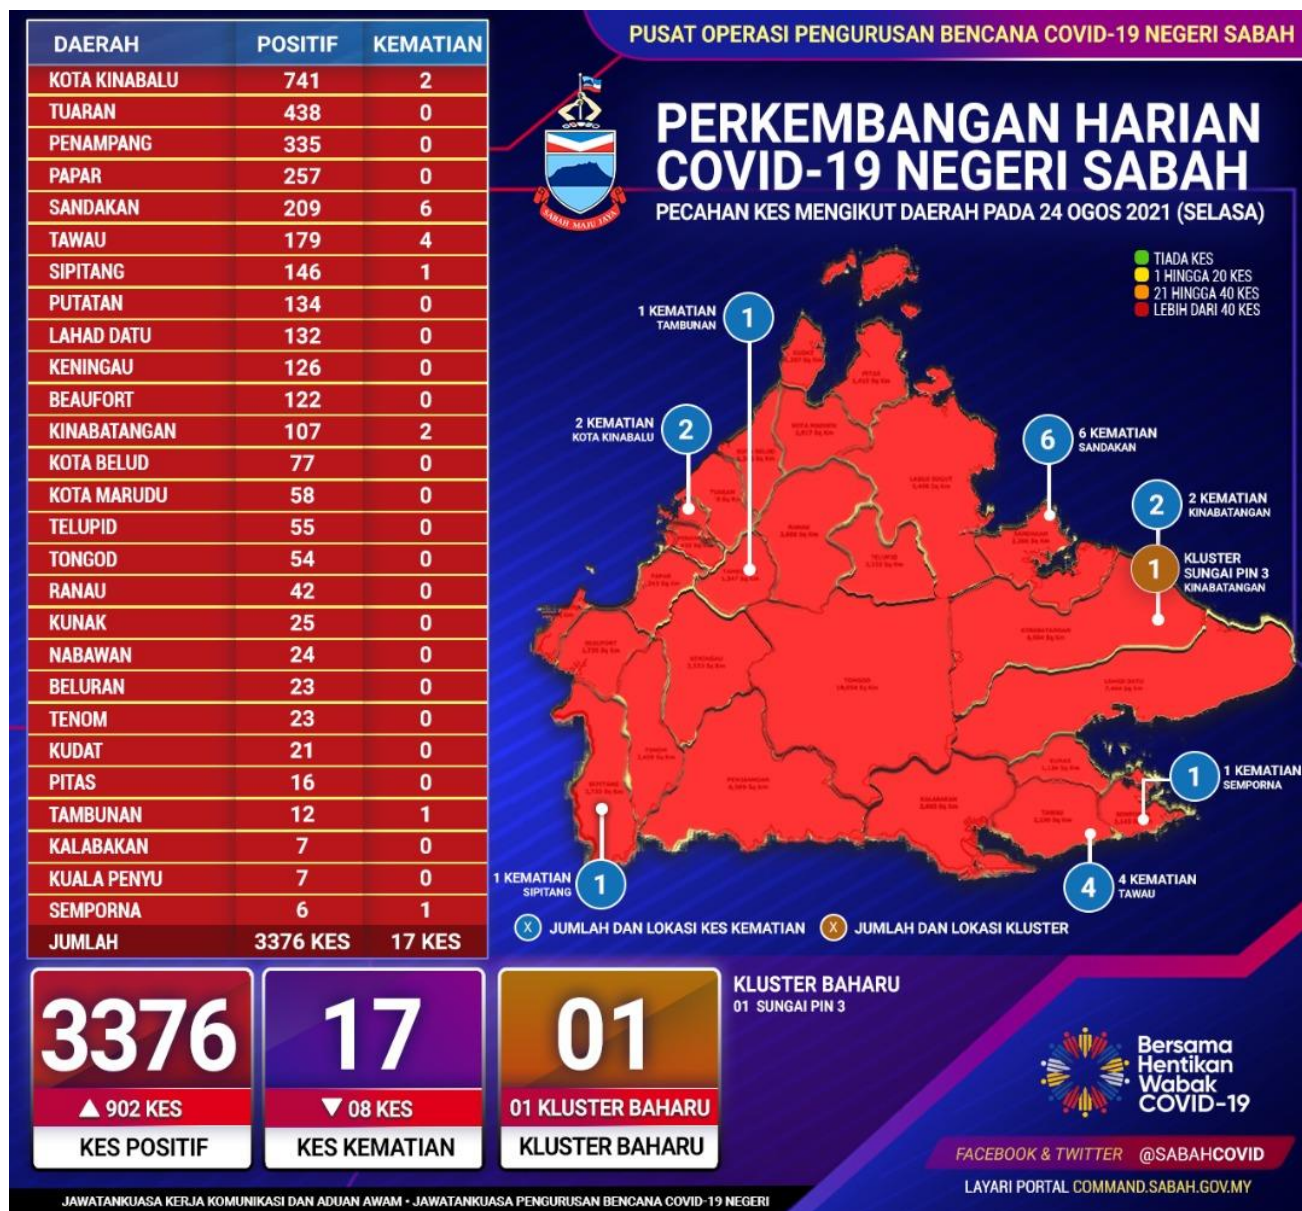 PUSAT OPERASI PENGURUSAN BENCANA COVID-19 NEGERI SABAH
PERKEMBANGAN HARIAN
COVID-19 NEGERI SABAH
PECAHAN KES MENGIKUT DAERAH PADA 24 OGOS 2021 (SELASA)
SABAH MAJU JAYA
DAERAH POSITIF KEMATIAN
KOTA KINABALU 741 2
TUARAN 438 0
PENAMPANG 335 0
PAPAR 257 0
SANDAKAN 209 6
TAWAU 179 4
SIPITANG 146 1
PUTATAN 134 0
LAHAD DATU 132 0
KENINGAU 126 0
BEAUFORT 122 0
KINABATANGAN 107 2
KOTA BELUD 77 0
KOTA MARUDU 58 0
TELUPID 55 0
TONGOD 54 0
RANAU 42 0
KUNAK 25 0
NABAWAN 24 0
BELURAN 23 0
TENOM 23 0
KUDAT 21 0
PITAS 16 0
TAMBUNAN 12 1
KALABAKAN 7 0
KUALA PENYU 7 0
SEMPORNA 6 1
JUMLAH 3376 KES 17 KES
TIADA KES
1 HINGGA 20 KES
21 HINGGA 40 KES
LEBIH DARI 40 KES
1 KEMATIAN
TAMBUNAN
1
2 KEMATIAN
KOTA KINABALU
2
6
6 KEMATIAN
SANDAKAN
2
2 KEMATIAN
KINABATANGAN
1
KLUSTER
SUNGAI PIN 3
KINABATANGAN
1
1 KEMATIAN
SEMPORNA
4
4 KEMATIAN
TAWAU
1 KEMATIAN
SIPITANG
1
X JUMLAH DAN LOKASI KES KEMATIAN
X JUMLAH DAN LOKASI KLUSTER
3376
▲ 902 KES
KES POSITIF
17
▼ 08 KES
KES KEMATIAN
01
01 KLUSTER BAHARU
KLUSTER BAHARU
KLUSTER BAHARU
01 SUNGAI PIN 3
Bersama
Hentikan
Wabak
COVID-19
FACEBOOK & TWITTER @SABAHCOVID
LAYARI PORTAL COMMAND.SABAH.GOV.MY
JAWATANKUASA KERJA KOMUNIKASI DAN ADUAN AWAM • JAWATANKUASA PENGURUSAN BENCANA COVID-19 NEGERI